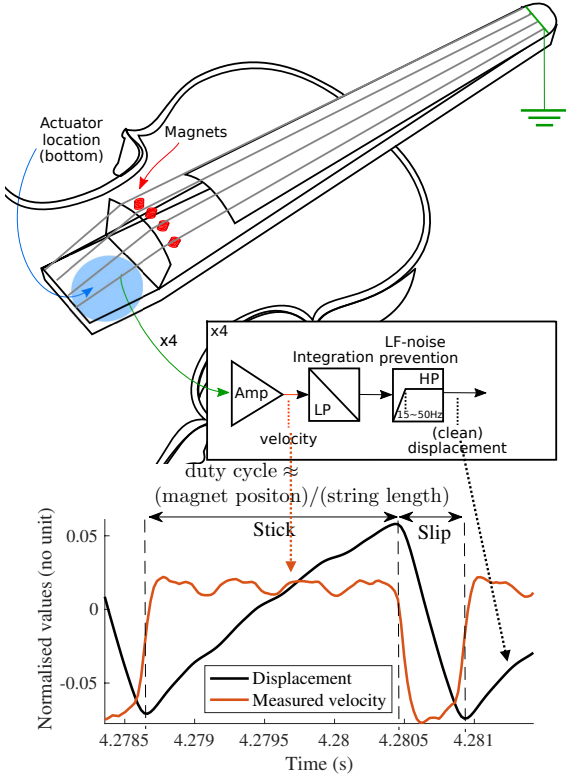 Actuator
location
(bottom)
Magnets
x4
x4
Amp
Integration
LP
LF-noise
prevention
HP
15~50Hz
velocity
(clean)
displacement
duty cycle ≈
(magnet positon)/(string length)
Stick
Slip
Normalised values (no unit)
0.05
0
-0.05
Displacement
Measured velocity
4.2785
4.279
4.2795
4.28
4.2805
4.281
Time (s)